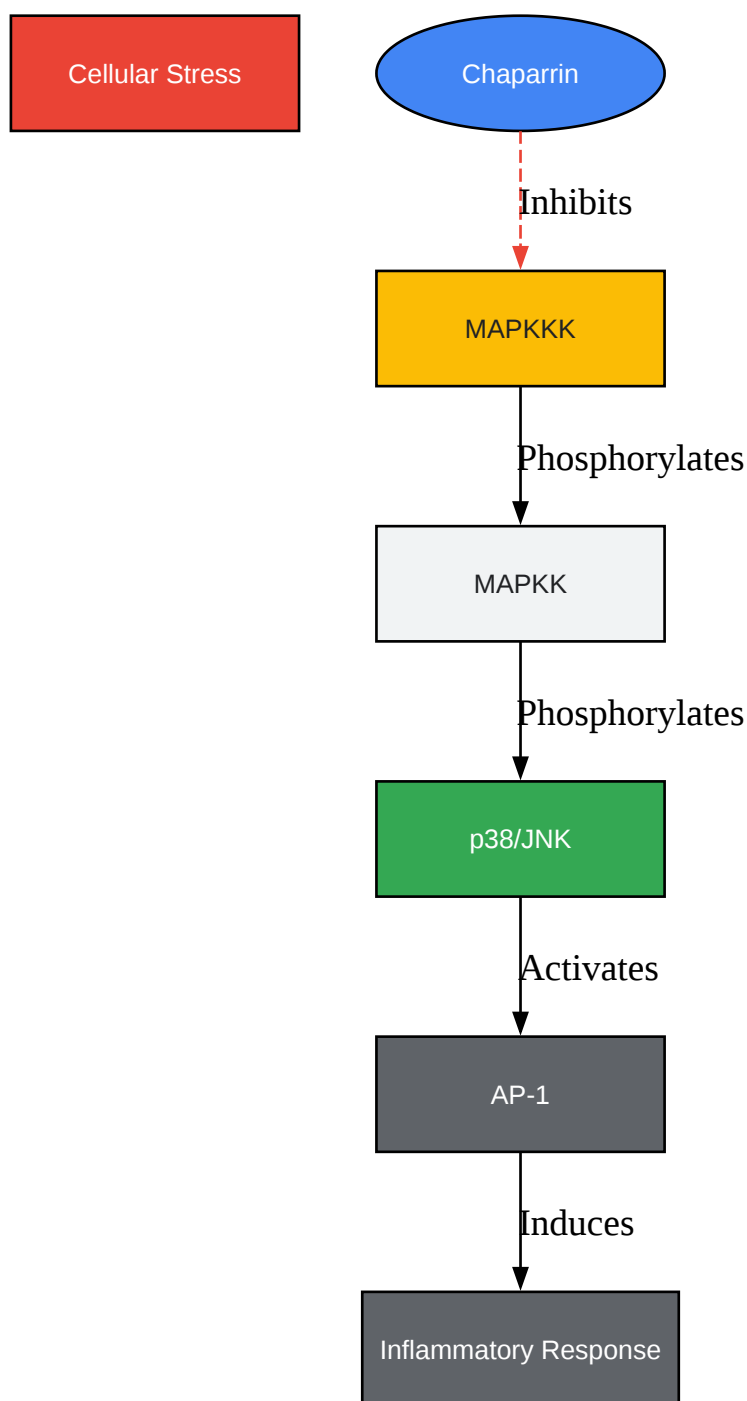 Cellular Stress
Chaparrin
Inhibits
MAPKKK
Phosphorylates
MAPKK
Phosphorylates
p38/JNK
Activates
AP-1
Induces
Inflammatory Response